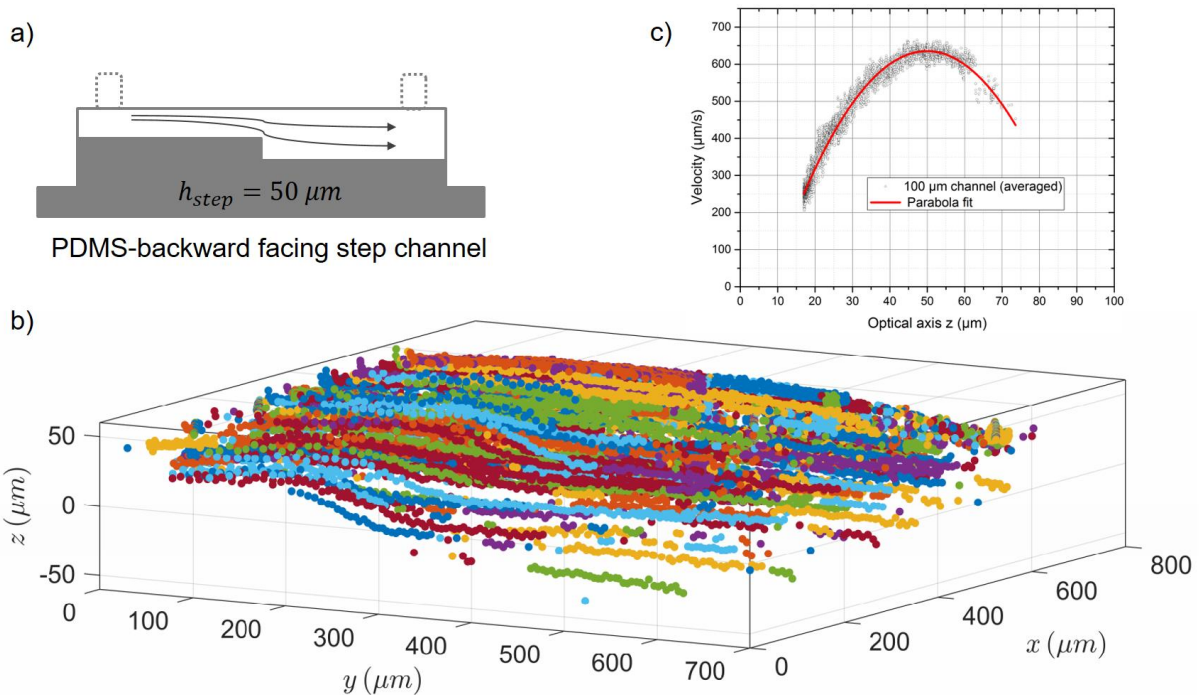 a)
h_step = 50 μm
PDMS-backward facing step channel
c)
700
600
500
400
300
200
100
0
Velocity (μm/s)
100 μm channel (averaged)
Parabola fit
0 10 20 30 40 50 60 70 80 90 100
Optical axis z (μm)
b)
50
0
-50
z (μm)
0 100 200 300 400 500 600 700
y (μm)
0 200 400 600 800
x (μm)